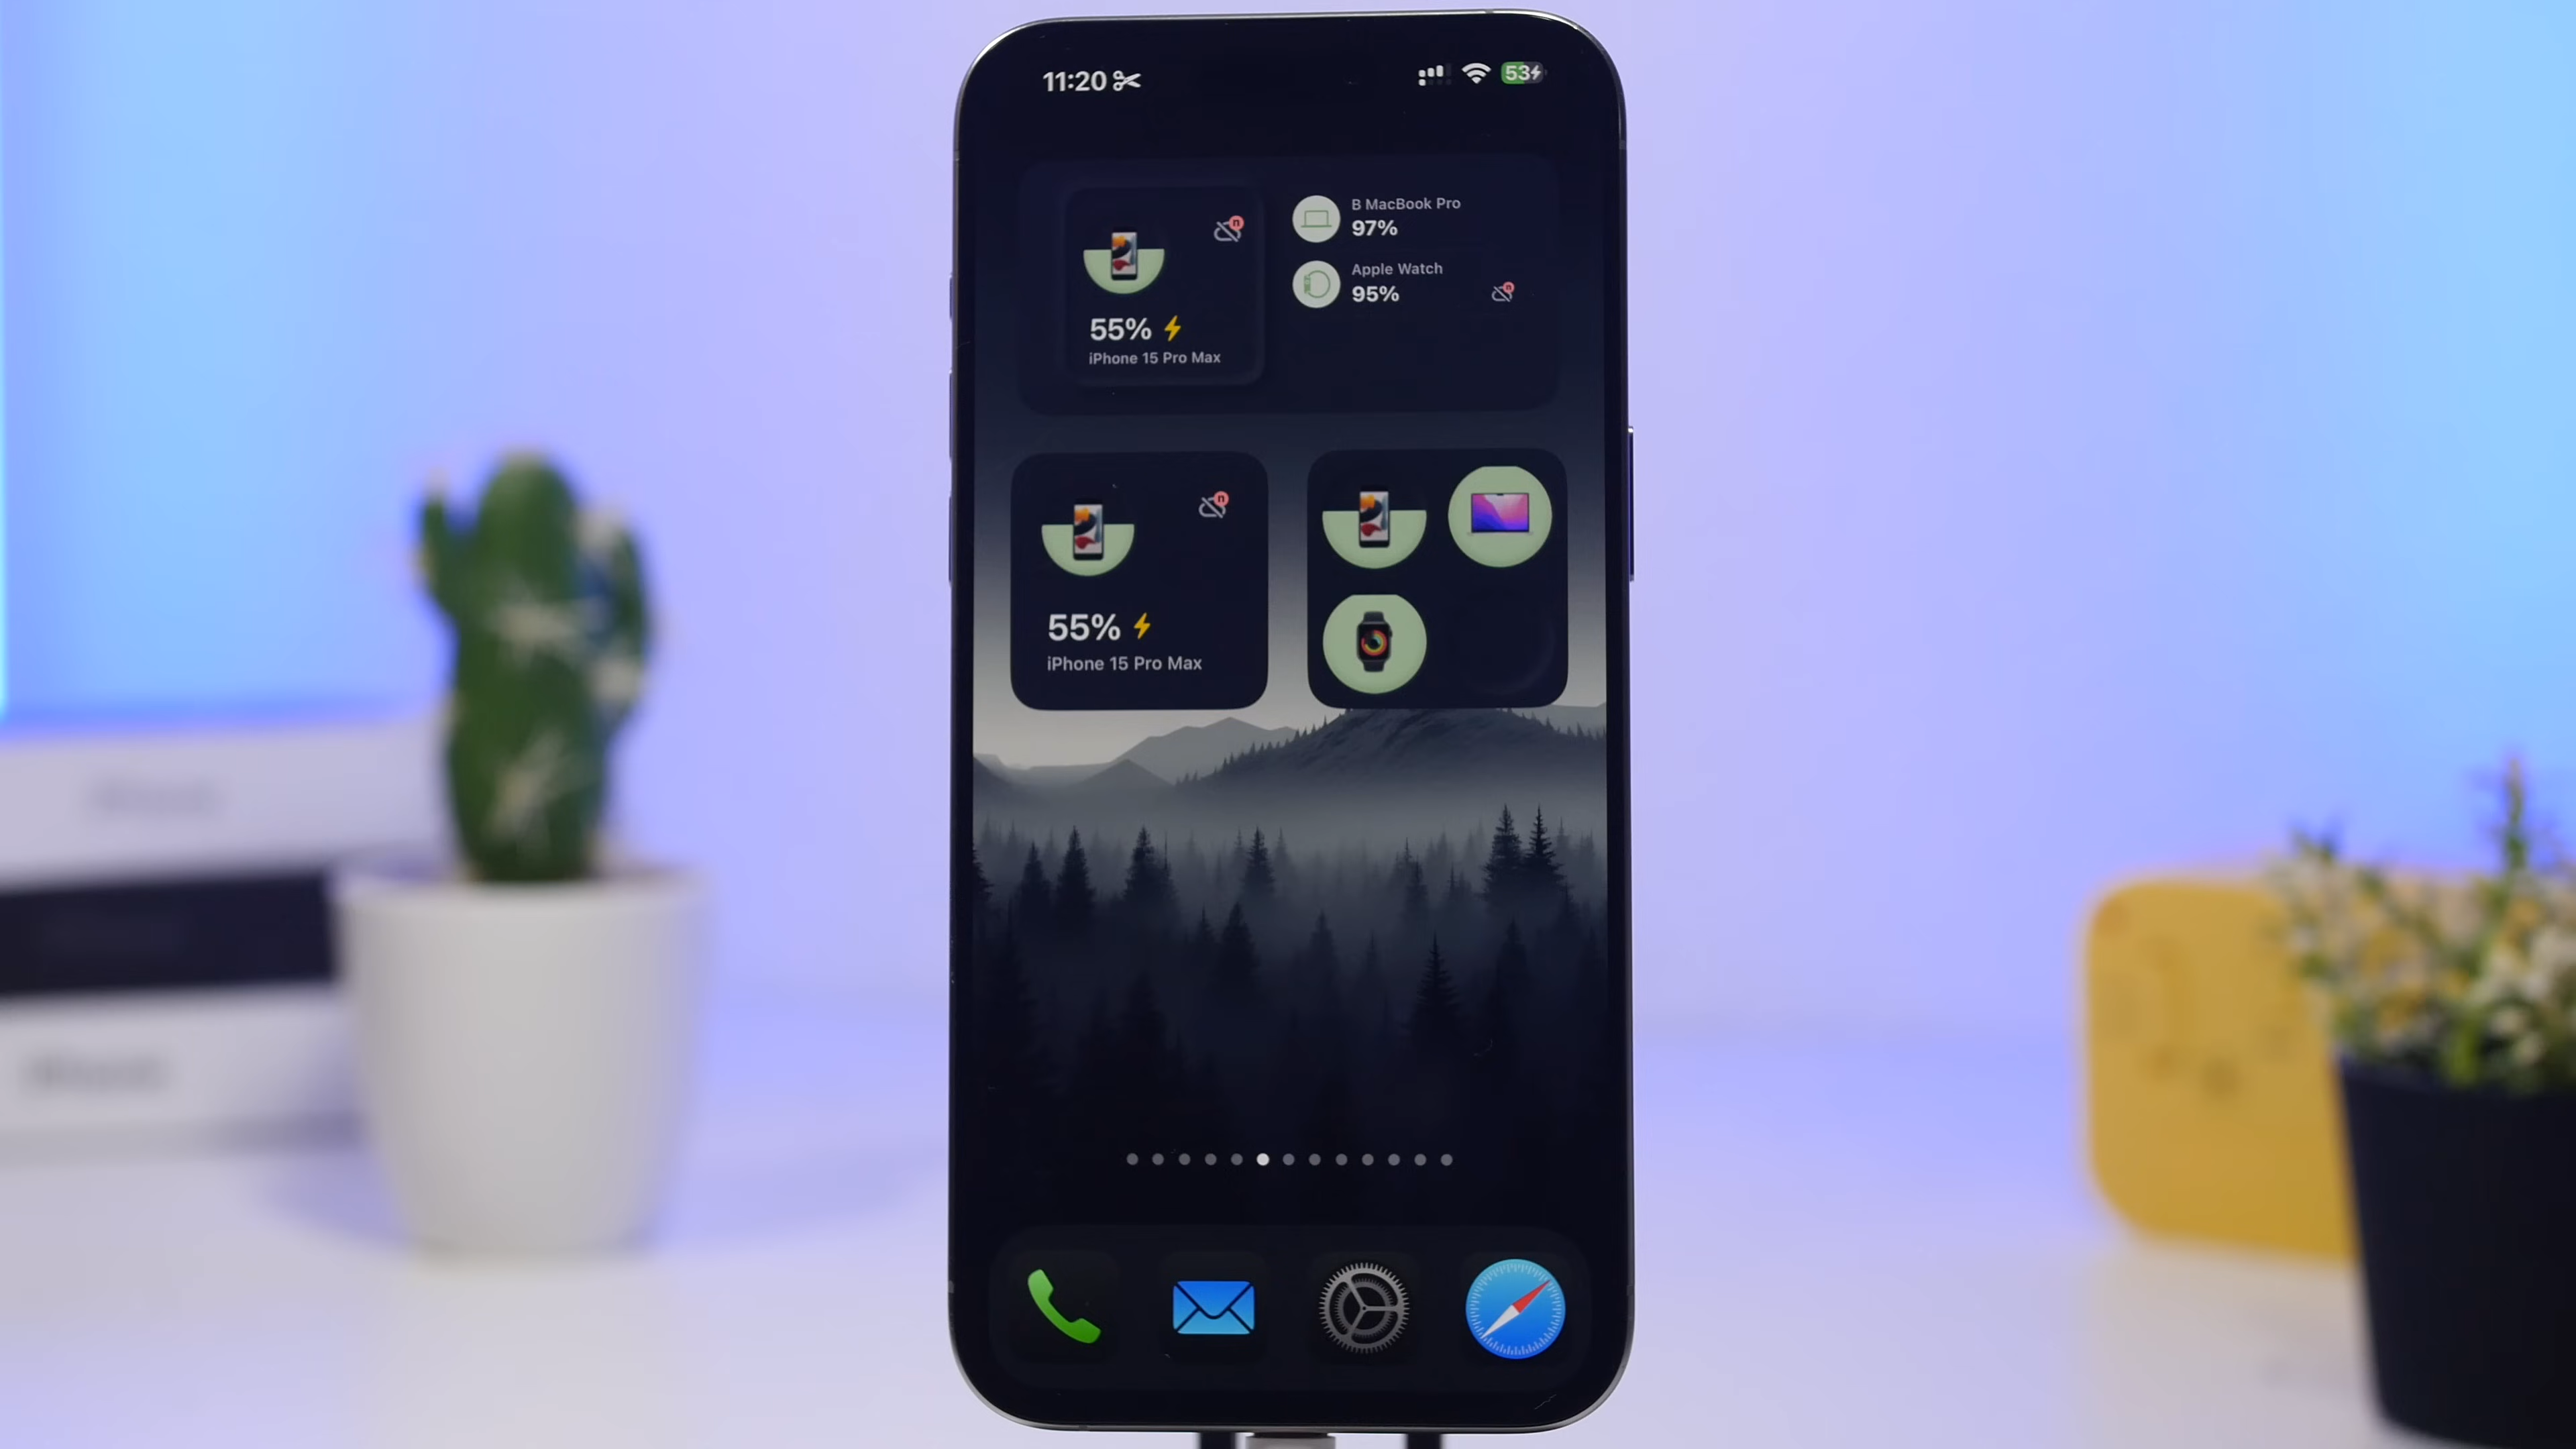 11:20
53
n
B MacBook Pro
97%
Apple Watch
95%
n
55%
iPhone 15 Pro Max
n
55%
iPhone 15 Pro Max